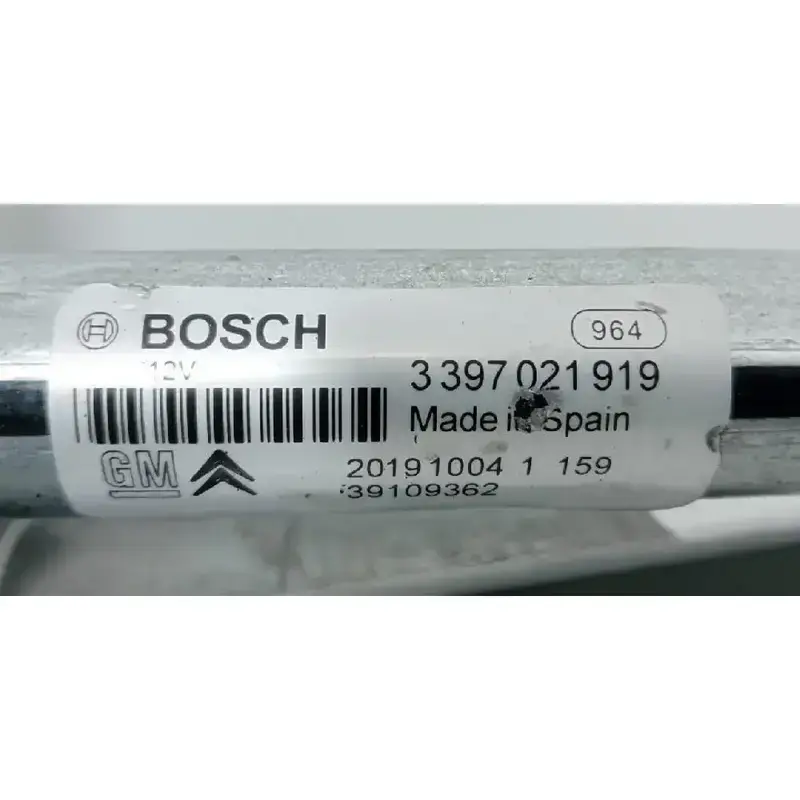 BOSCH
964
12V
3 397 021 919
Made in Spain
GM
20191004 1 159
39109362